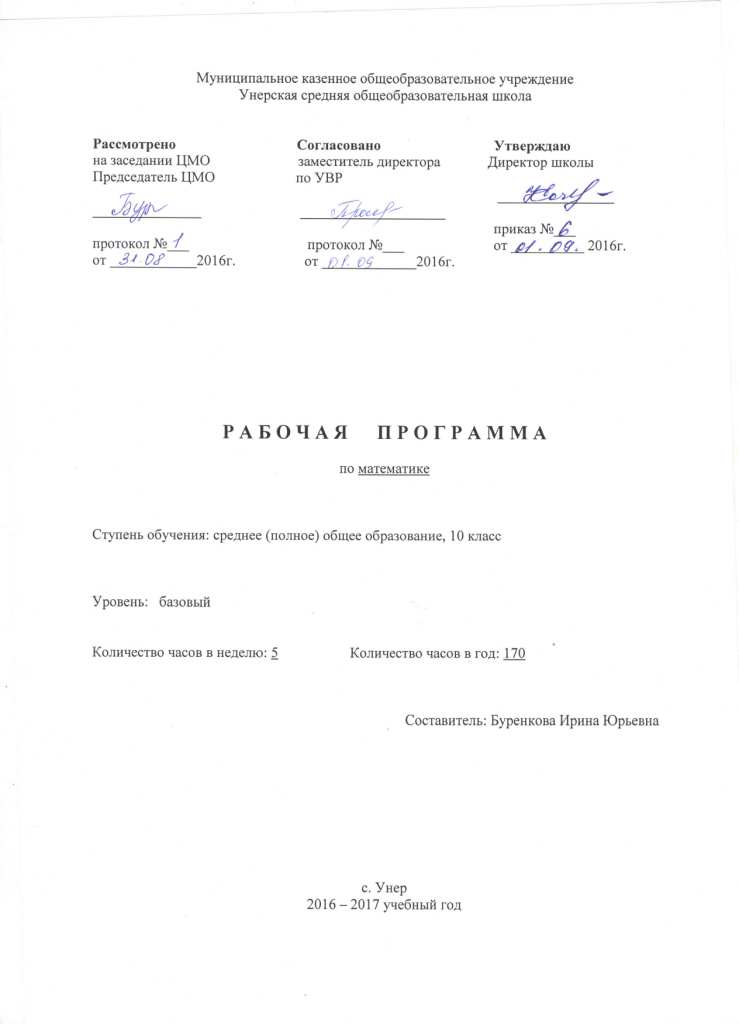 Муниципальное казенное общеобразовательное учреждение
Унерская средняя общеобразовательная школа
Рассмотрено
на заседании ЦМО
Председатель ЦМО
протокол № 1
от 31.08 2016г.
Согласовано
заместитель директора
по УВР
протокол №___
от 01.09 2016г.
Утверждаю
Директор школы
приказ № 6
от 01.09. 2016г.
РАБОЧАЯ ПРОГРАММА
по математике
Ступень обучения: среднее (полное) общее образование, 10 класс
Уровень: базовый
Количество часов в неделю: 5 Количество часов в год: 170
Составитель: Буренкова Ирина Юрьевна
с. Унер
2016 – 2017 учебный год